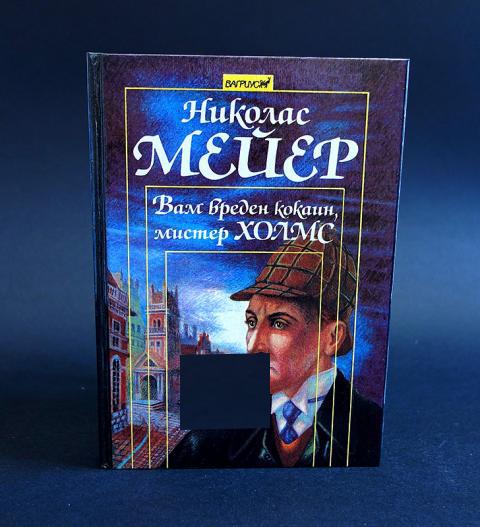 ВАГРИУС
Николас
МЕЙЕР
Вам вреден кокаин,
мистер ХОЛМС